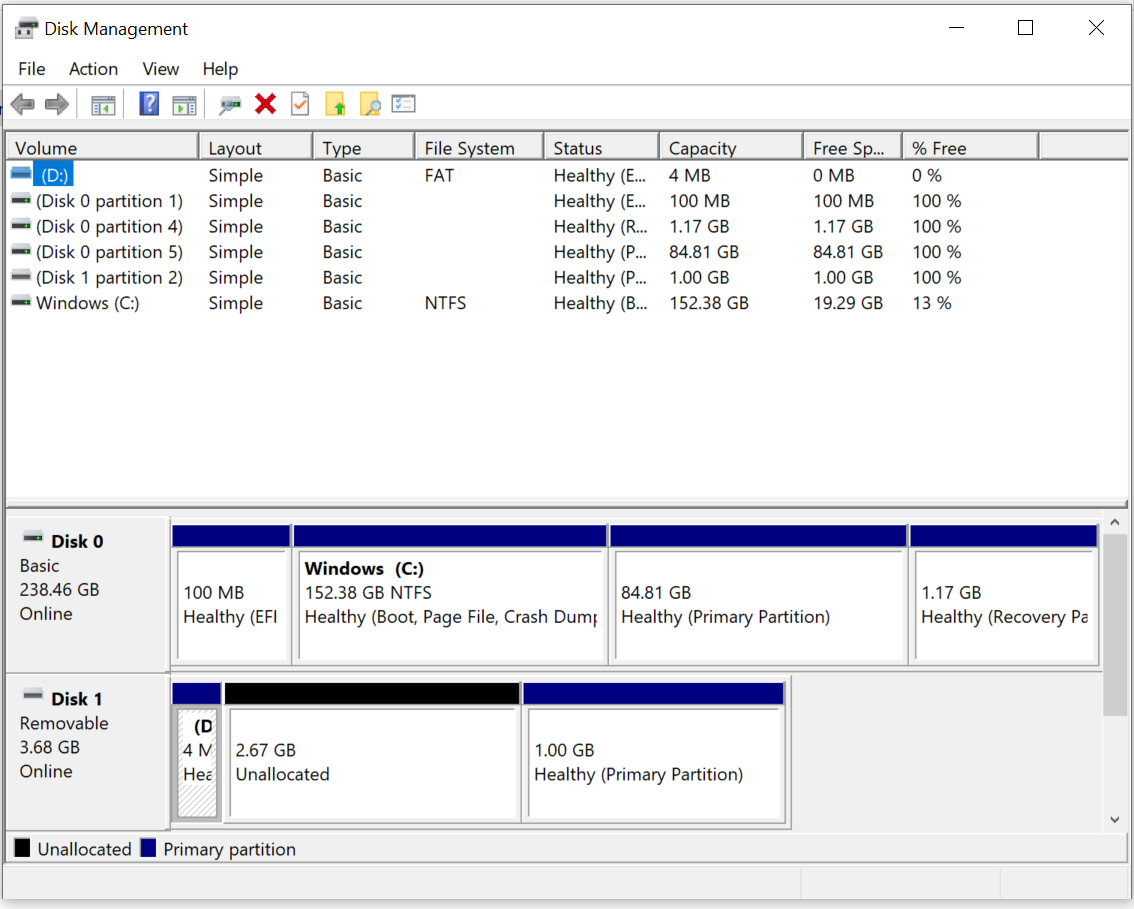 Disk Management
File Action View Help
Volume Layout Type File System Status Capacity Free Sp... % Free
(D:) Simple Basic FAT Healthy (E... 4 MB 0 MB 0 %
(Disk 0 partition 1) Simple Basic Healthy (E... 100 MB 100 MB 100 %
(Disk 0 partition 4) Simple Basic Healthy (R... 1.17 GB 1.17 GB 100 %
(Disk 0 partition 5) Simple Basic Healthy (P... 84.81 GB 84.81 GB 100 %
(Disk 1 partition 2) Simple Basic Healthy (P... 1.00 GB 1.00 GB 100 %
Windows (C:) Simple Basic NTFS Healthy (B... 152.38 GB 19.29 GB 13 %
Disk 0
Basic
238.46 GB
Online
100 MB
Healthy (EFI
Windows (C:)
152.38 GB NTFS
Healthy (Boot, Page File, Crash Dump
84.81 GB
Healthy (Primary Partition)
1.17 GB
Healthy (Recovery Pa
Disk 1
Removable
3.68 GB
Online
(D
4 M
Hea
2.67 GB
Unallocated
1.00 GB
Healthy (Primary Partition)
Unallocated Primary partition